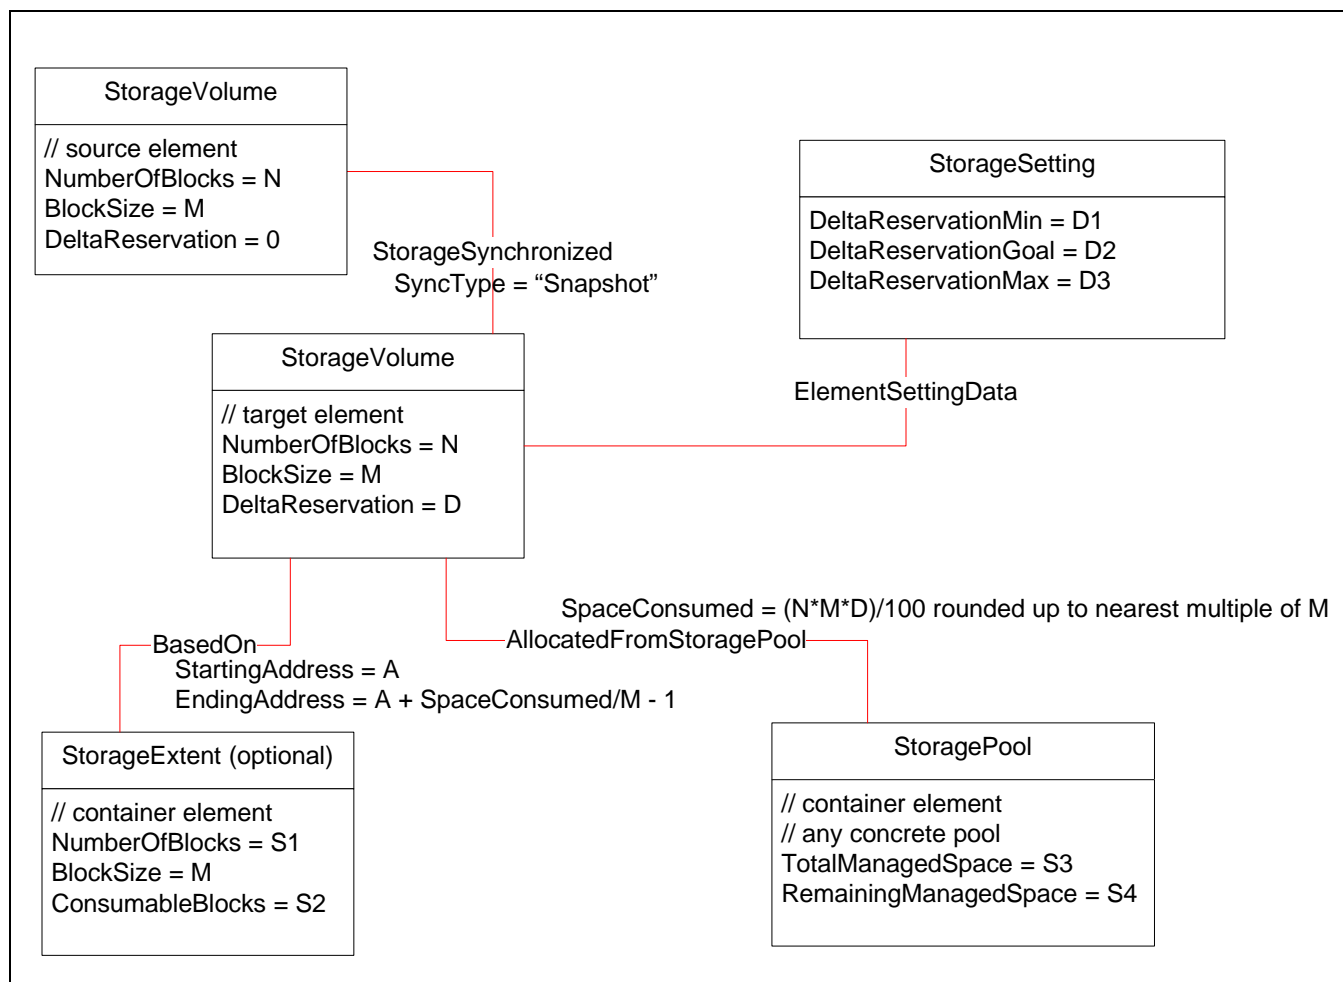 StorageVolume
// source element
NumberOfBlocks = N
BlockSize = M
DeltaReservation = 0
StorageSynchronized
SyncType = “Snapshot”
StorageSetting
DeltaReservationMin = D1
DeltaReservationGoal = D2
DeltaReservationMax = D3
StorageVolume
// target element
NumberOfBlocks = N
BlockSize = M
DeltaReservation = D
ElementSettingData
SpaceConsumed = (N*M*D)/100 rounded up to nearest multiple of M
AllocatedFromStoragePool
BasedOn
StartingAddress = A
EndingAddress = A + SpaceConsumed/M - 1
StorageExtent (optional)
// container element
NumberOfBlocks = S1
BlockSize = M
ConsumableBlocks = S2
StoragePool
// container element
// any concrete pool
TotalManagedSpace = S3
RemainingManagedSpace = S4